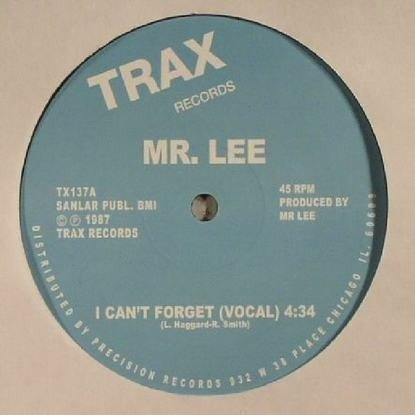 TRAX
RECORDS
MR. LEE
TX137A
SANLAR PUBL. BMI
© ℗ 1987
TRAX RECORDS
45 RPM
PRODUCED BY
MR LEE
I CAN'T FORGET (VOCAL) 4:34
(L. Haggard-R. Smith)
DISTRIBUTED BY PRECISION RECORDS 932 W 38 PLACE CHICAGO IL. 60609